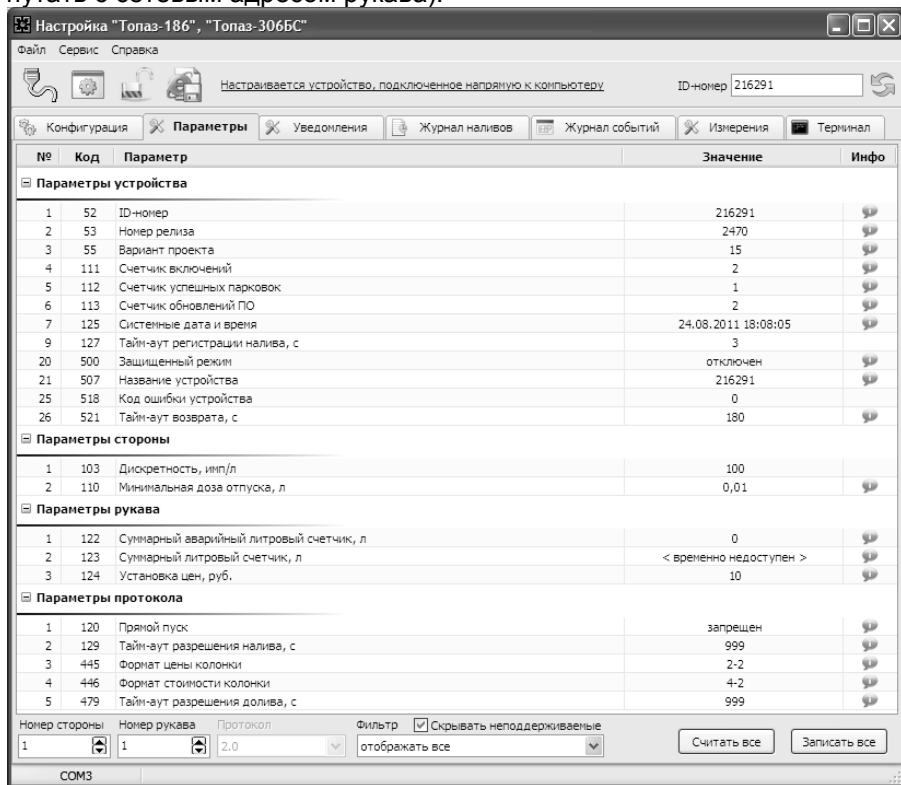 путать с сетевым адресом рукава).
Настройка "Топаз-186", "Топаз-306БС"
Файл Сервис Справка
Настраивается устройство, подключенное напрямую к компьютеру ID-номер 216291
Конфигурация Параметры Уведомления Журнал наливов Журнал событий Измерения Терминал
№ Код Параметр Значение Инфо
Параметры устройства
1 52 ID-номер 216291
2 53 Номер релиза 2470
3 55 Вариант проекта 15
4 111 Счетчик включений 2
5 112 Счетчик успешных парковок 1
6 113 Счетчик обновлений ПО 2
7 125 Системные дата и время 24.08.2011 18:08:05
9 127 Тайм-аут регистрации налива, с 3
20 500 Защищенный режим отключен
21 507 Название устройства 216291
25 518 Код ошибки устройства 0
26 521 Тайм-аут возврата, с 180
Параметры стороны
1 103 Дискретность, имп/л 100
2 110 Минимальная доза отпуска, л 0,01
Параметры рукава
1 122 Суммарный аварийный литровый счетчик, л 0
2 123 Суммарный литровый счетчик, л < временно недоступен >
3 124 Установка цен, руб. 10
Параметры протокола
1 120 Прямой пуск запрещен
2 129 Тайм-аут разрешения налива, с 999
3 445 Формат цены колонки 2-2
4 446 Формат стоимости колонки 4-2
5 479 Тайм-аут разрешения долива, с 999
Номер стороны Номер рукава Протокол Фильтр Скрывать неподдерживаемые
1 1 2.0 отображать все Считать все Записать все
COM3